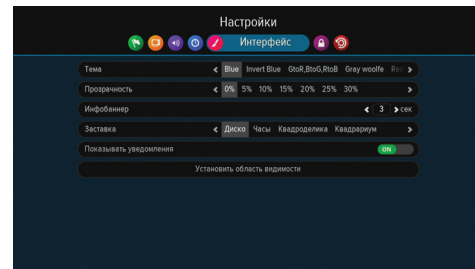 Настройки
Интерфейс
Тема Blue Invert Blue GtoR,BtoG,RtoB Gray woolfe
Прозрачность 0% 5% 10% 15% 20% 25% 30%
Инфобаннер 3 сек
Заставка Диско Часы Квадроделика Квадрариум
Показывать уведомления ON
Установить область видимости